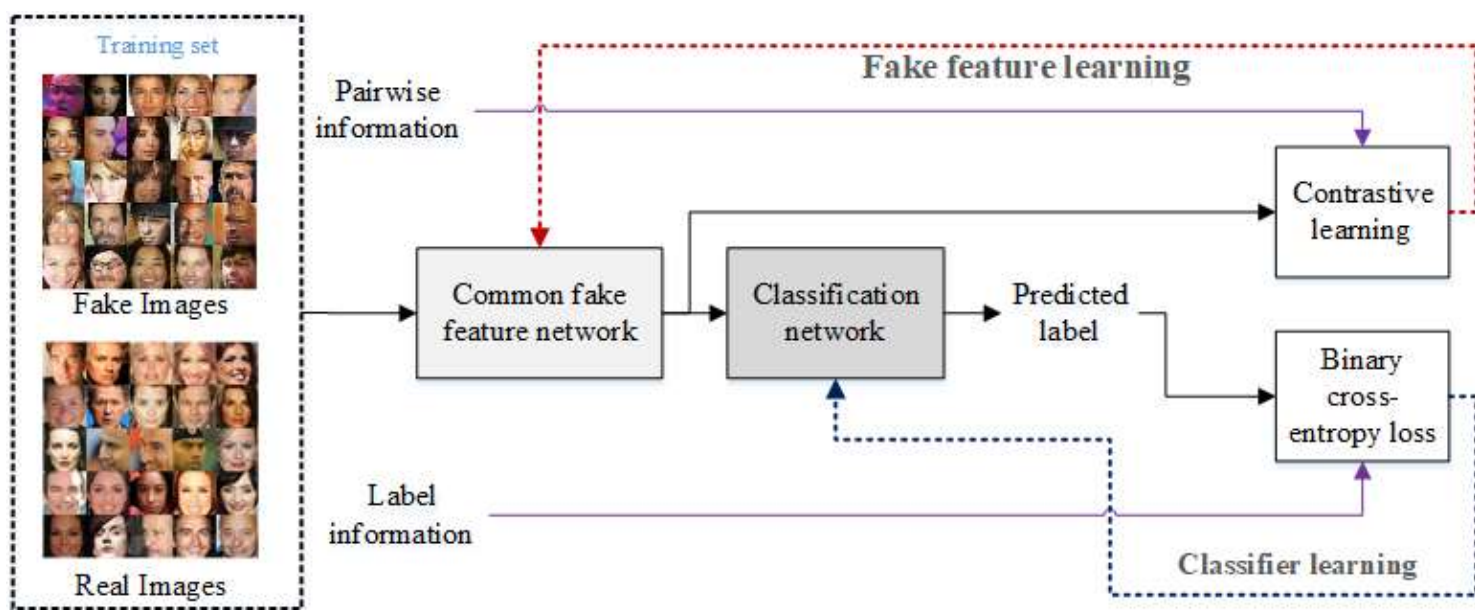 Training set
Fake Images
Real Images
Pairwise
information
Fake feature learning
Contrastive
learning
Common fake
feature network
Classification
network
Predicted
label
Binary
cross-
entropy loss
Label
information
Classifier learning